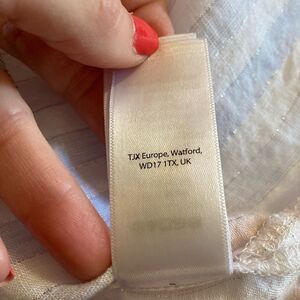 TJX Europe, Watford,
WD17 1TX, UK